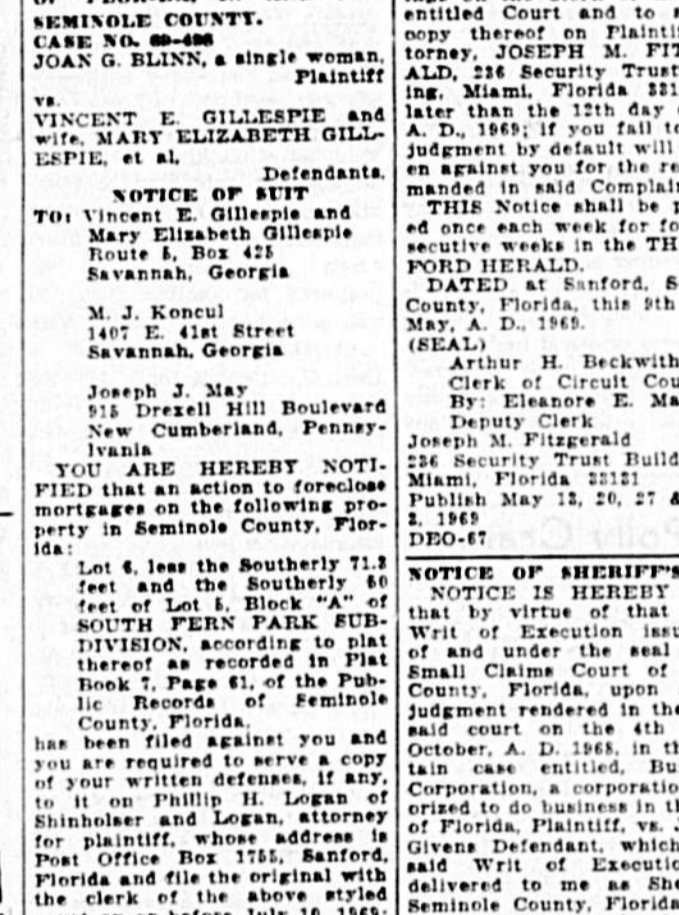 SEMINOLE COUNTY.
CASE NO. 69-498
JOAN G. BLINN, a single woman,
Plaintiff
vs.
VINCENT E. GILLESPIE and
wife, MARY ELIZABETH GILL-
ESPIE, et al,
Defendants.
NOTICE OF SUIT
TO: Vincent E. Gillespie and
Mary Elizabeth Gillespie
Route 5, Box 425
Savannah, Georgia
M. J. Koncul
1407 E. 41st Street
Savannah, Georgia
Joseph J. May
915 Drexell Hill Boulevard
New Cumberland, Pennsy-
lvania
YOU ARE HEREBY NOTI-
FIED that an action to foreclose
mortgages on the following pro-
perty in Seminole County, Flor-
ida:
Lot 6, less the Southerly 71.3
feet and the Southerly 50
feet of Lot 5, Block "A" of
SOUTH FERN PARK SUB-
DIVISION, according to plat
thereof as recorded in Plat
Book 7, Page 61, of the Pub-
lic Records of Seminole
County, Florida,
has been filed against you and
you are required to serve a copy
of your written defenses, if any,
to it on Phillip H. Logan of
Shinholser and Logan, attorney
for plaintiff, whose address is
Post Office Box 1755, Sanford,
Florida and file the original with
the clerk of the above styled
July 10, 1969;
entitled Court and to
copy thereof on Plaintif
torney, JOSEPH M. FIT
ALD, 236 Security Trust
ing, Miami, Florida 331
later than the 12th day
A. D., 1969; if you fail to
judgment by default will
en against you for the re
manded in said Complai
THIS Notice shall be p
ed once each week for fo
secutive weeks in the TH
FORD HERALD.
DATED at Sanford, S
County, Florida, this 9th
May, A. D., 1969.
(SEAL)
Arthur H. Beckwith
Clerk of Circuit Cou
By: Eleanore E. Ma
Deputy Clerk
Joseph M. Fitzgerald
236 Security Trust Build
Miami, Florida 33131
Publish May 13, 20, 27 &
3, 1969
DEO-67
NOTICE OF SHERIFF'S
NOTICE IS HEREBY
that by virtue of that
Writ of Execution issu
of and under the seal
Small Claims Court of
County, Florida, upon
judgment rendered in the
said court on the 4th
October, A. D. 1968, in th
tain case entitled, Bu
Corporation, a corporatio
orized to do business in th
of Florida, Plaintiff, vs. J
Givens Defendant, which
said Writ of Executio
delivered to me as She
Seminole County, Florida